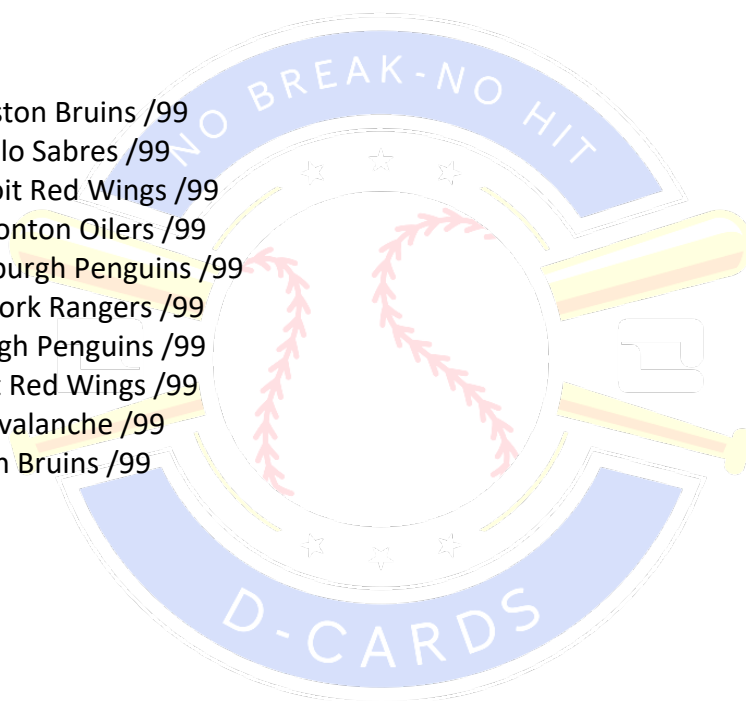 NO BREAK-NO HIT
ston Bruins /99
lo Sabres /99
oit Red Wings /99
onton Oilers /99
burgh Penguins /99
ork Rangers /99
gh Penguins /99
t Red Wings /99
valanche /99
n Bruins /99
D-CARDS